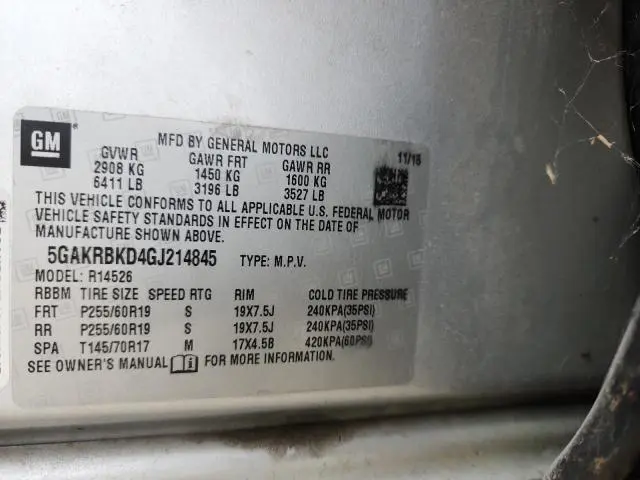 GM
MFD BY GENERAL MOTORS LLC
GVWR GAWR FRT GAWR RR 11/15
2908 KG 1450 KG 1600 KG
6411 LB 3196 LB 3527 LB
THIS VEHICLE CONFORMS TO ALL APPLICABLE U.S. FEDERAL MOTOR
VEHICLE SAFETY STANDARDS IN EFFECT ON THE DATE OF
MANUFACTURE SHOWN ABOVE.
5GAKRBKD4GJ214845 TYPE: M.P.V.
MODEL: R14526
RBBM TIRE SIZE SPEED RTG RIM COLD TIRE PRESSURE
FRT P255/60R19 S 19X7.5J 240KPA(35PSI)
RR P255/60R19 S 19X7.5J 240KPA(35PSI)
SPA T145/70R17 M 17X4.5B 420KPA(60PSI)
SEE OWNER'S MANUAL FOR MORE INFORMATION.